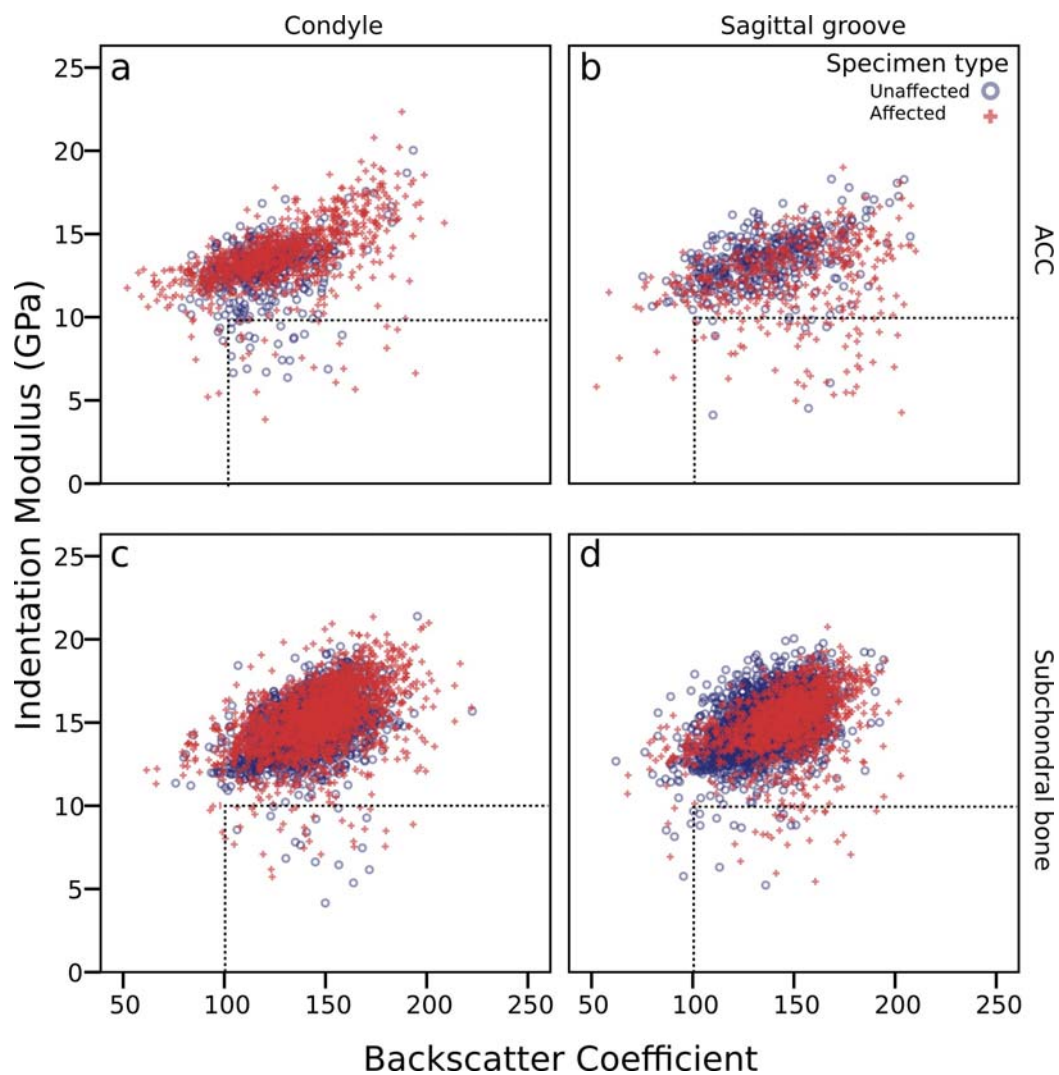 Condyle
Sagittal groove
a
b
Specimen type
Unaffected
Affected
25
20
15
10
5
0
ACC
Indentation Modulus (GPa)
c
d
25
20
15
10
5
0
Subchondral bone
50 100 150 200 250
50 100 150 200 250
Backscatter Coefficient